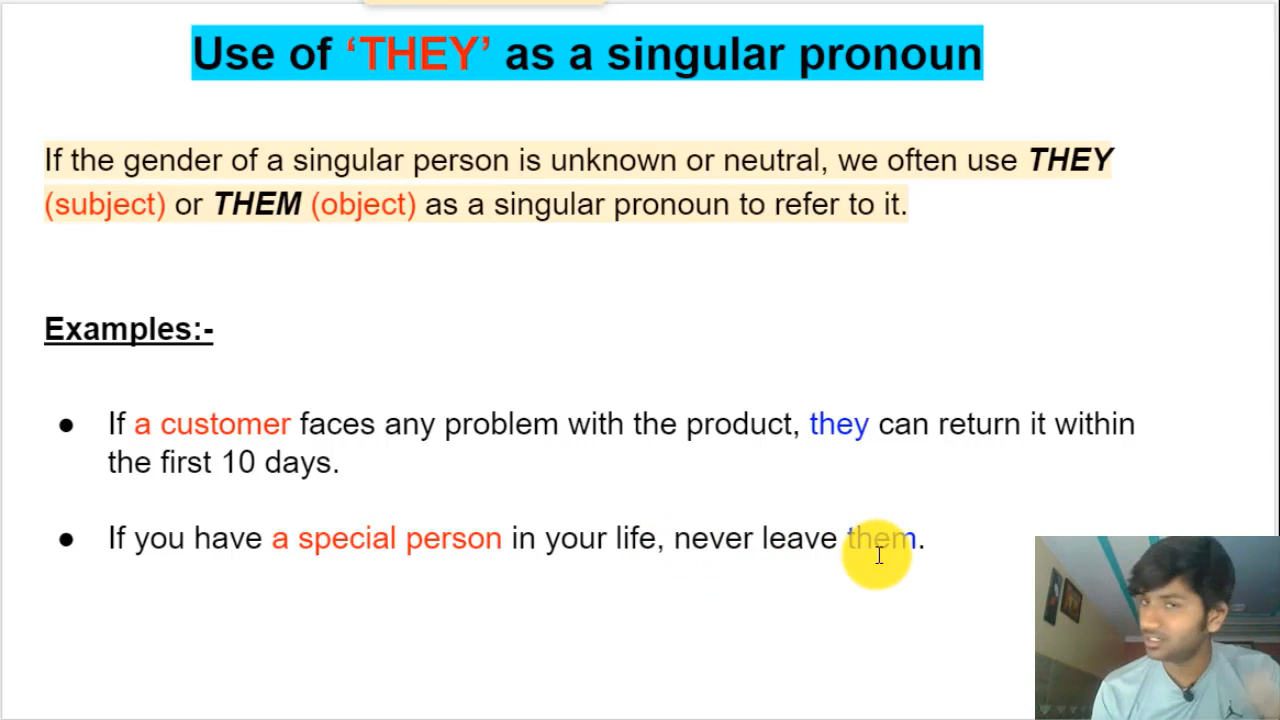 Use of ‘THEY’ as a singular pronoun
If the gender of a singular person is unknown or neutral, we often use THEY
(subject) or THEM (object) as a singular pronoun to refer to it.
Examples:-
● If a customer faces any problem with the product, they can return it within
the first 10 days.
● If you have a special person in your life, never leave them.